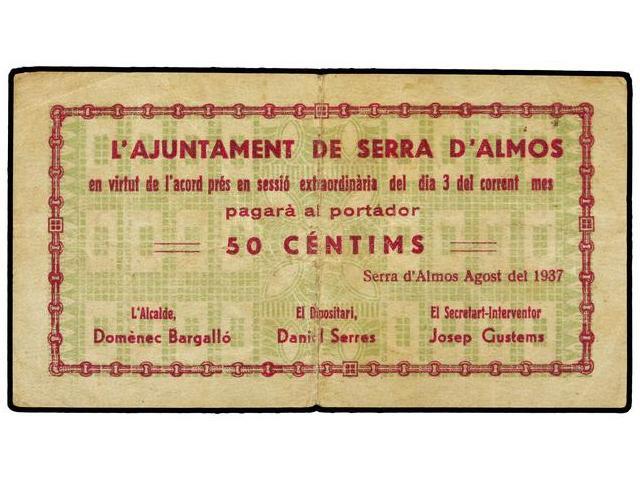 L'AJUNTAMENT DE SERRA D'ALMOS
en virtut de l'acord prés en sessió extraordinària del dia 3 del corrent mes
pagarà al portador
50 CÉNTIMS
Serra d'Almos Agost del 1937
L'Alcalde, El Dipositari, El Secretari-Interventor
Domènec Bargalló Daniel Serres Josep Gustems